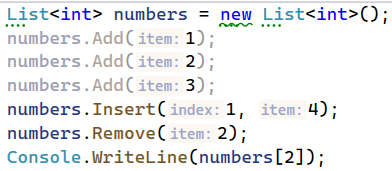 List<int> numbers = new List<int>();
numbers.Add(item: 1);
numbers.Add(item: 2);
numbers.Add(item: 3);
numbers.Insert(index: 1, item: 4);
numbers.Remove(item: 2);
Console.WriteLine(numbers[2]);